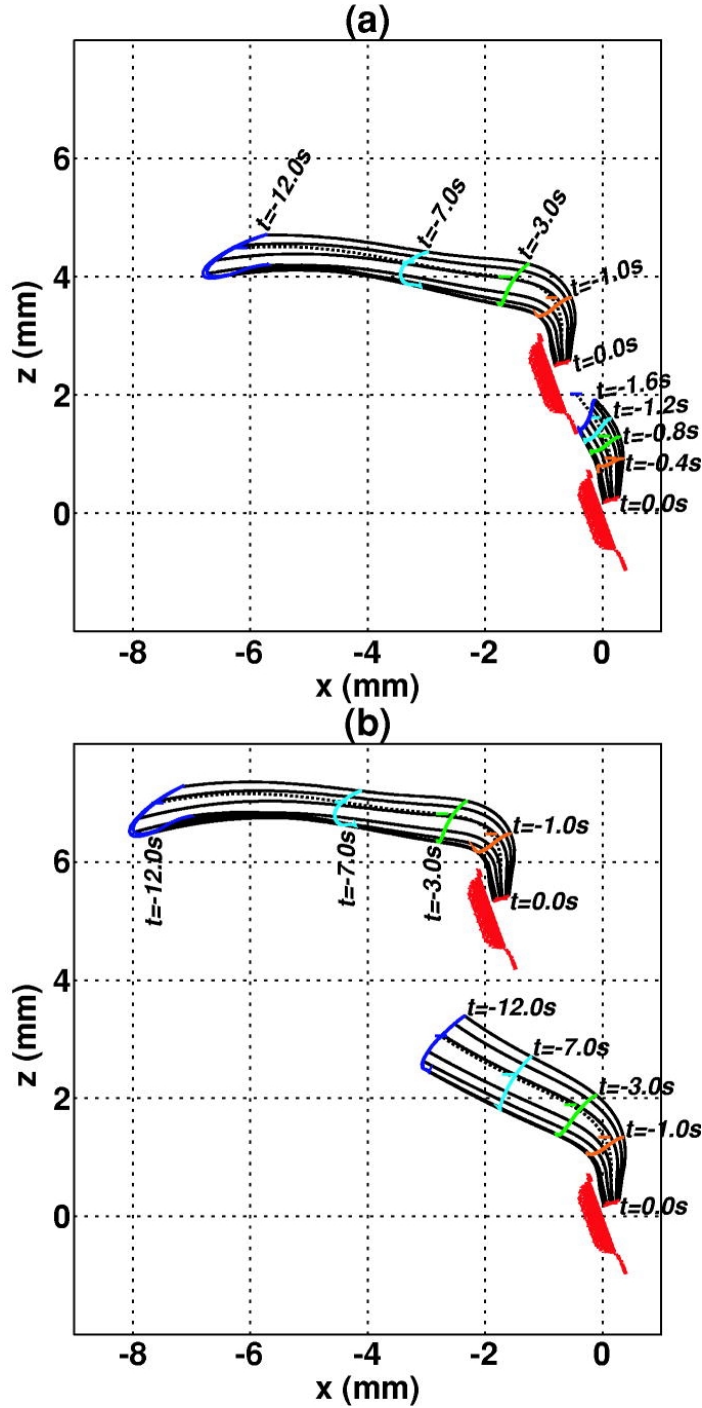 (a)
6
4
2
0
z (mm)
t=-12.0s
t=-7.0s
t=-3.0s
t=-1.0s
t=0.0s
t=-1.6s
t=-1.2s
t=-0.8s
t=-0.4s
t=0.0s
-8 -6 -4 -2 0
x (mm)
(b)
6
4
2
0
z (mm)
t=-12.0s
t=-7.0s
t=-3.0s
t=-1.0s
t=0.0s
t=-12.0s
t=-7.0s
t=-3.0s
t=-1.0s
t=0.0s
-8 -6 -4 -2 0
x (mm)